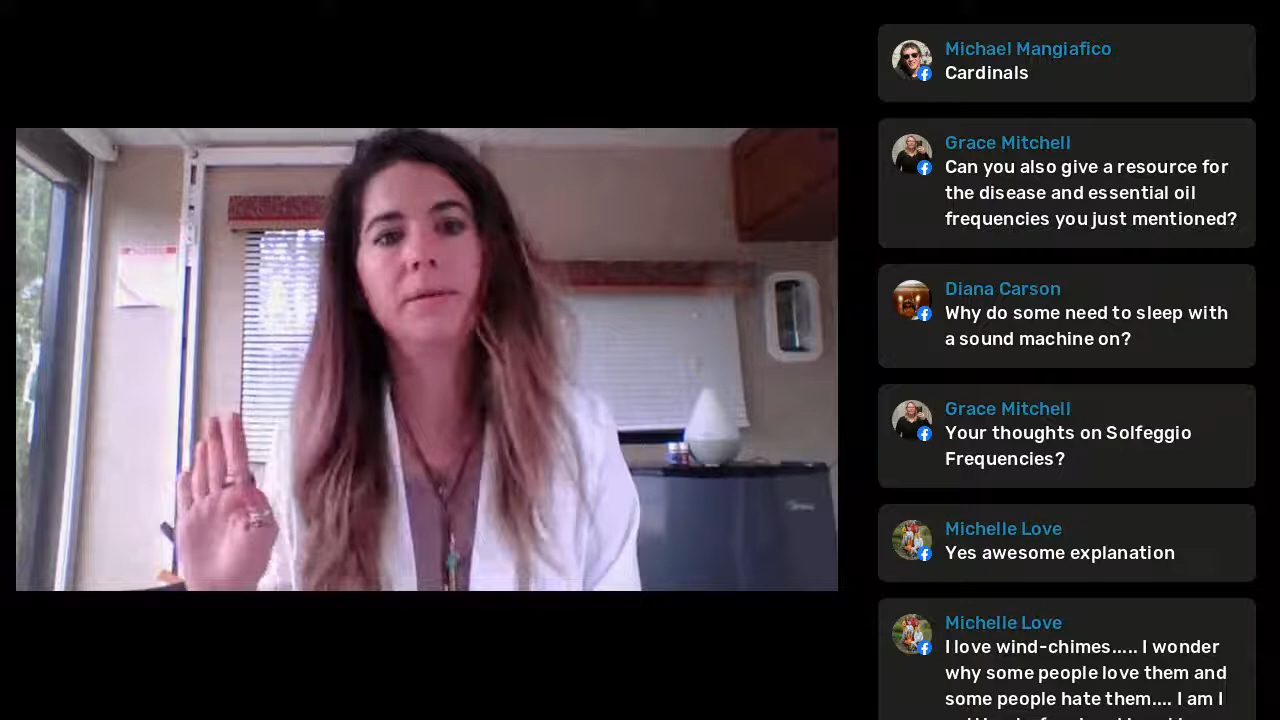 Michael Mangiafico
Cardinals
Grace Mitchell
Can you also give a resource for
the disease and essential oil
frequencies you just mentioned?
Diana Carson
Why do some need to sleep with
a sound machine on?
Grace Mitchell
Your thoughts on Solfeggio
Frequencies?
Michelle Love
Yes awesome explanation
Michelle Love
I love wind-chimes..... I wonder
why some people love them and
some people hate them.... I am I